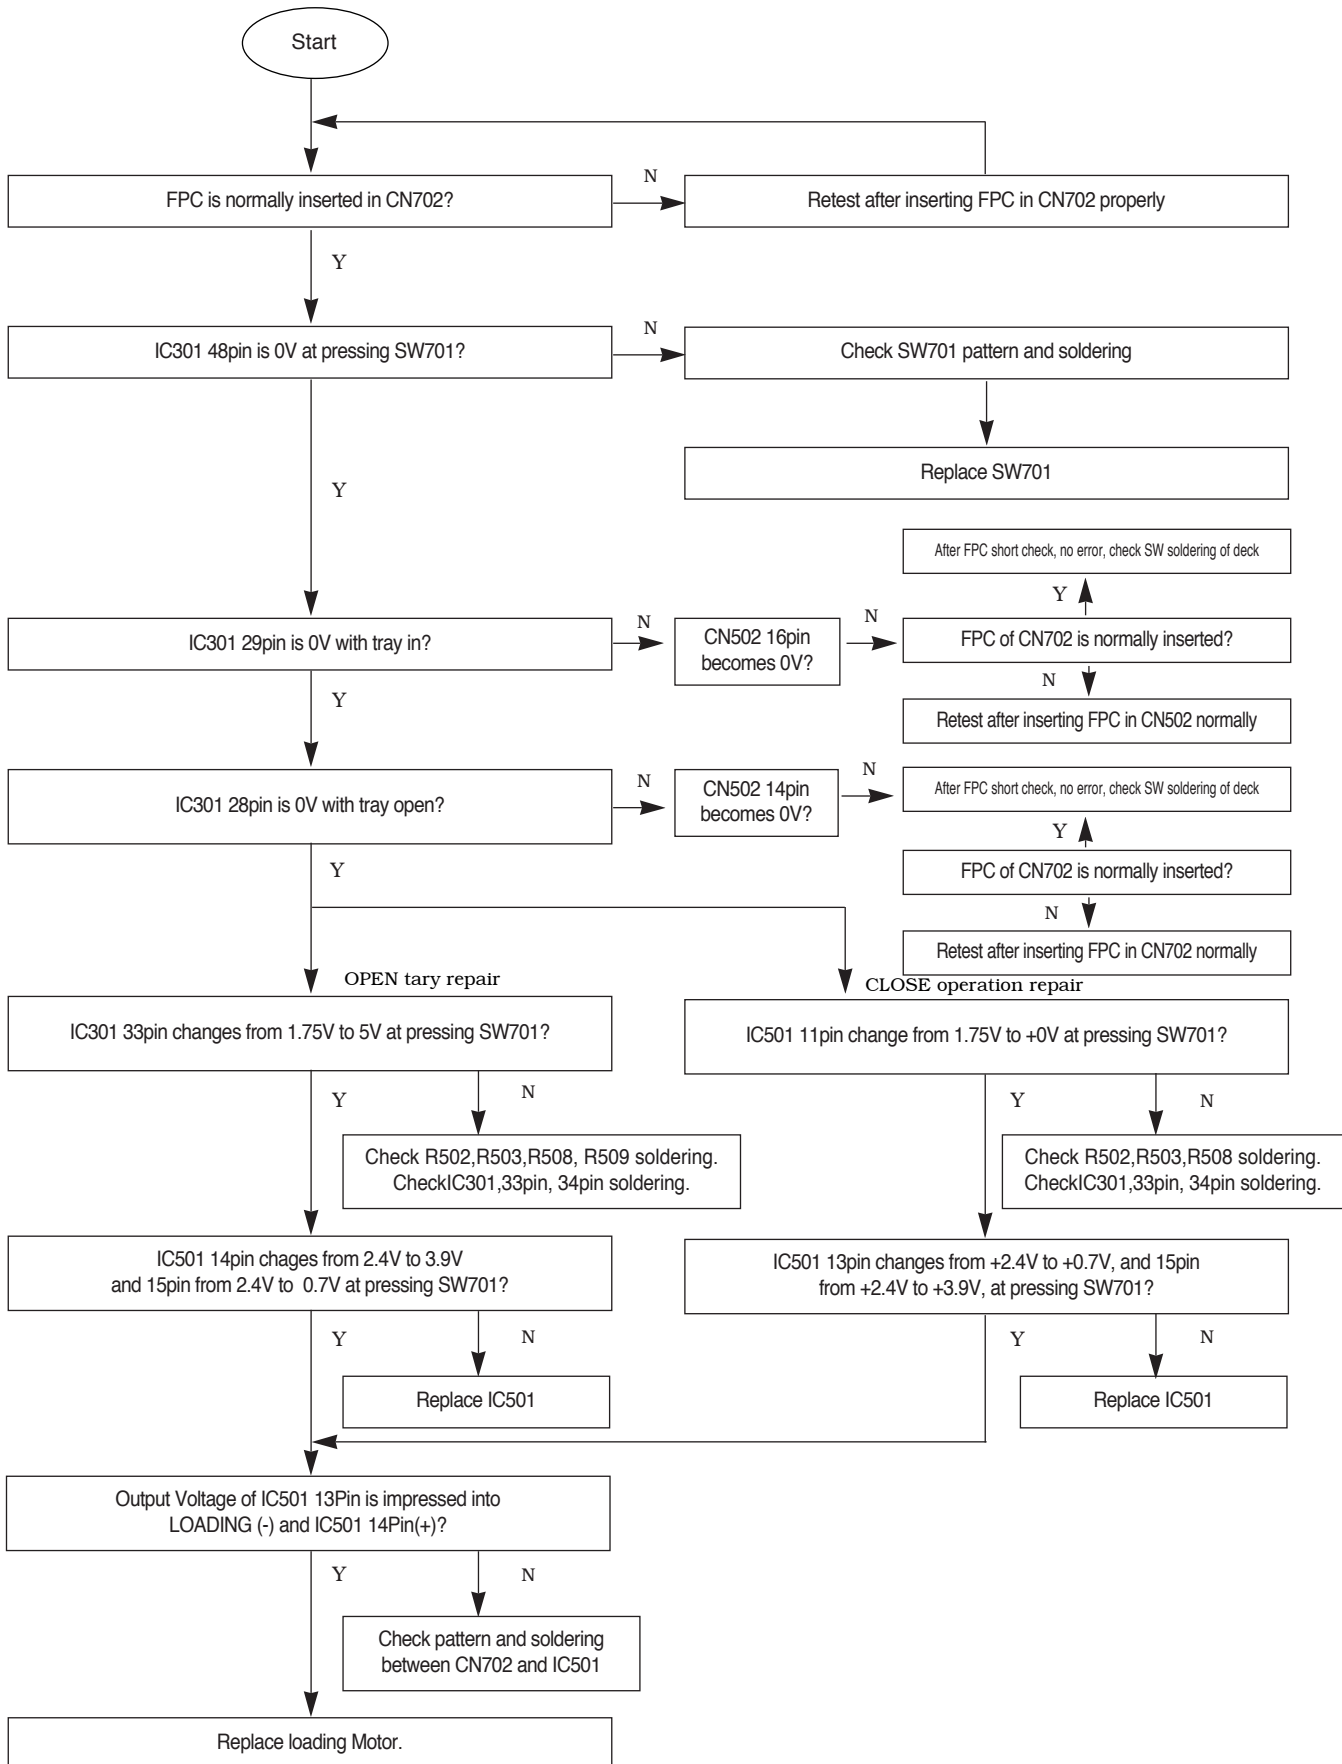 Start
FPC is normally inserted in CN702?
N
Retest after inserting FPC in CN702 properly
Y
IC301 48pin is 0V at pressing SW701?
N
Check SW701 pattern and soldering
Replace SW701
Y
After FPC short check, no error, check SW soldering of deck
Y
IC301 29pin is 0V with tray in?
N
CN502 16pin
becomes 0V?
N
FPC of CN702 is normally inserted?
N
Y
Retest after inserting FPC in CN502 normally
IC301 28pin is 0V with tray open?
N
CN502 14pin
becomes 0V?
N
After FPC short check, no error, check SW soldering of deck
Y
FPC of CN702 is normally inserted?
Y
N
Retest after inserting FPC in CN702 normally
OPEN tary repair
CLOSE operation repair
IC301 33pin changes from 1.75V to 5V at pressing SW701?
IC501 11pin change from 1.75V to +0V at pressing SW701?
Y
N
Y
N
Check R502,R503,R508, R509 soldering.
CheckIC301,33pin, 34pin soldering.
Check R502,R503,R508 soldering.
CheckIC301,33pin, 34pin soldering.
IC501 14pin chages from 2.4V to 3.9V
and 15pin from 2.4V to 0.7V at pressing SW701?
IC501 13pin changes from +2.4V to +0.7V, and 15pin
from +2.4V to +3.9V, at pressing SW701?
Y
N
Y
N
Replace IC501
Replace IC501
Output Voltage of IC501 13Pin is impressed into
LOADING (-) and IC501 14Pin(+)?
Y
N
Check pattern and soldering
between CN702 and IC501
Replace loading Motor.